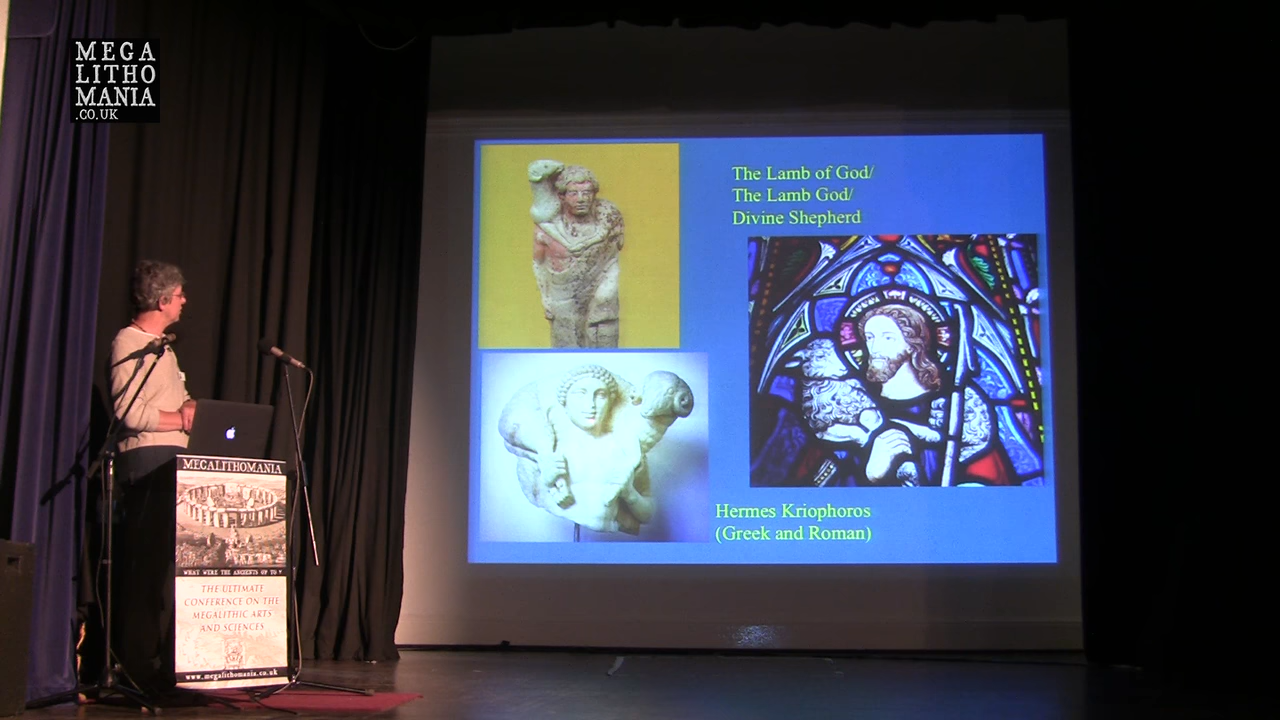 MEGA
LITHO
MANIA
.CO.UK
The Lamb of God/
The Lamb God/
Divine Shepherd
Hermes Kriophoros
(Greek and Roman)
MEGALITHOMANIA
WHAT WERE THE ANCIENTS UP TO ?
THE ULTIMATE
CONFERENCE ON THE
MEGALITHIC ARTS
AND SCIENCES
www.megalithomania.co.uk